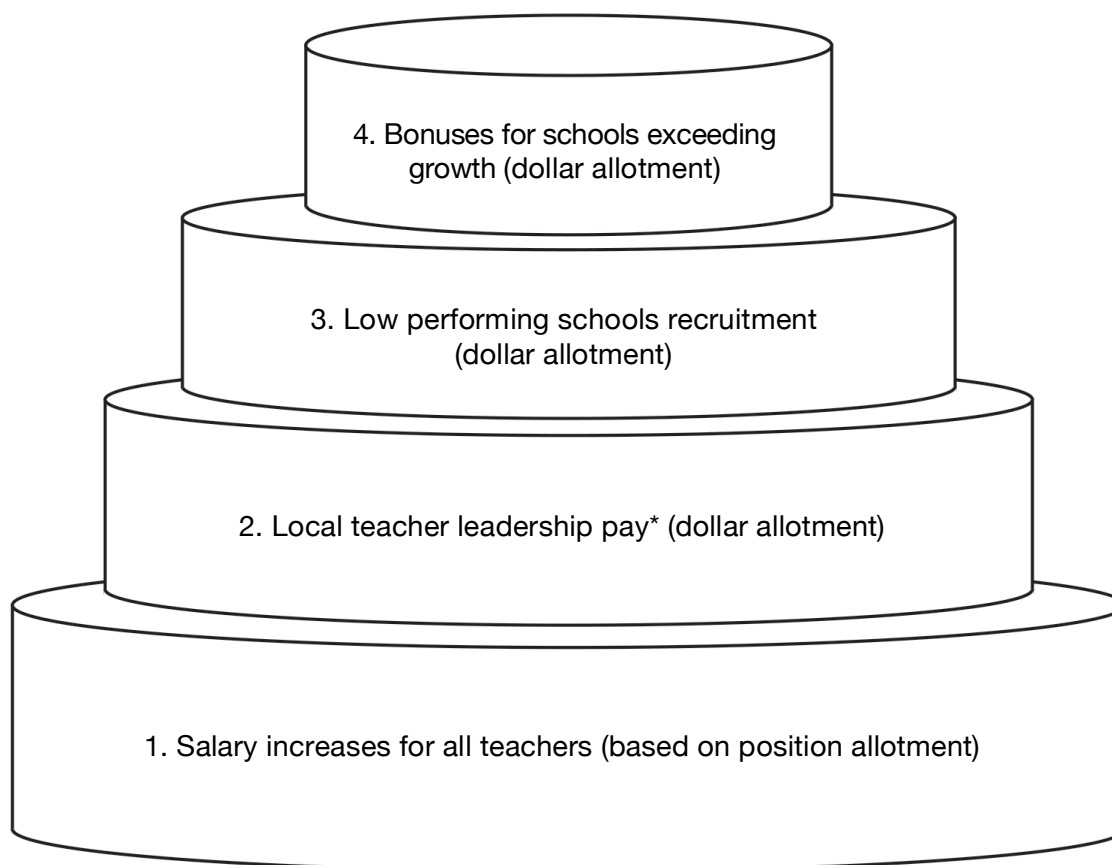 4. Bonuses for schools exceeding
growth (dollar allotment)
3. Low performing schools recruitment
(dollar allotment)
2. Local teacher leadership pay* (dollar allotment)
1. Salary increases for all teachers (based on position allotment)